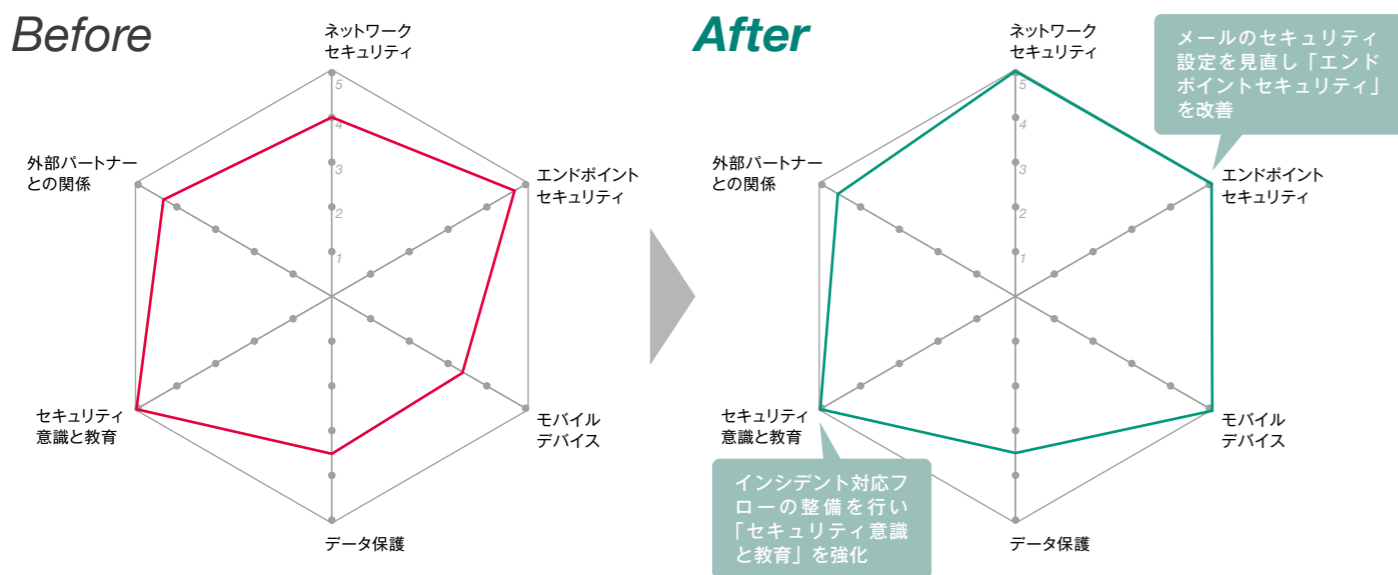 Before
ネットワーク
セキュリティ
5
4
3
2
1
エンドポイント
セキュリティ
モバイル
デバイス
データ保護
セキュリティ
意識と教育
外部パートナー
との関係
After
ネットワーク
セキュリティ
5
4
3
2
1
エンドポイント
セキュリティ
モバイル
デバイス
データ保護
セキュリティ
意識と教育
外部パートナー
との関係
メールのセキュリティ
設定を見直し「エンド
ポイントセキュリティ」
を改善
インシデント対応フ
ローの整備を行い
「セキュリティ意識
と教育」を強化